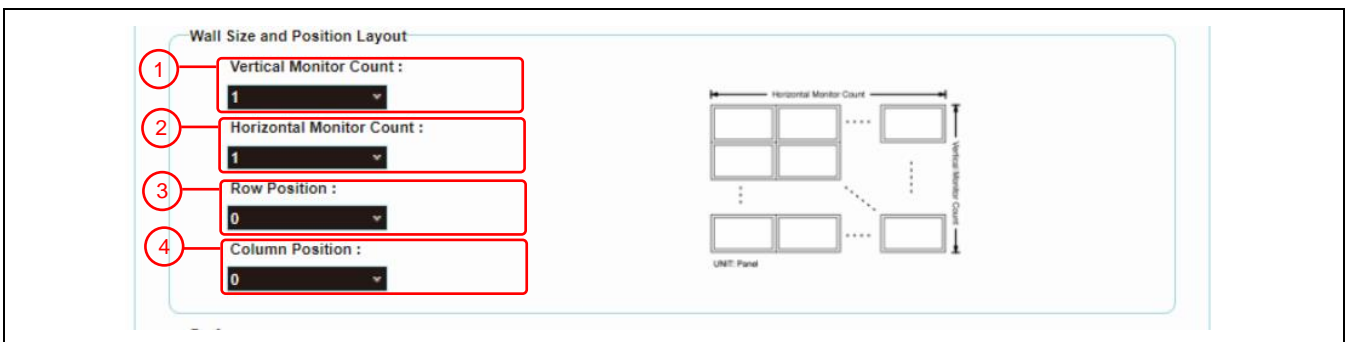 Wall Size and Position Layout
1
Vertical Monitor Count :
1
2
Horizontal Monitor Count :
1
3
Row Position :
0
4
Column Position :
0
Horizontal Monitor Count
Vertical Monitor Count
UNIT: Panel